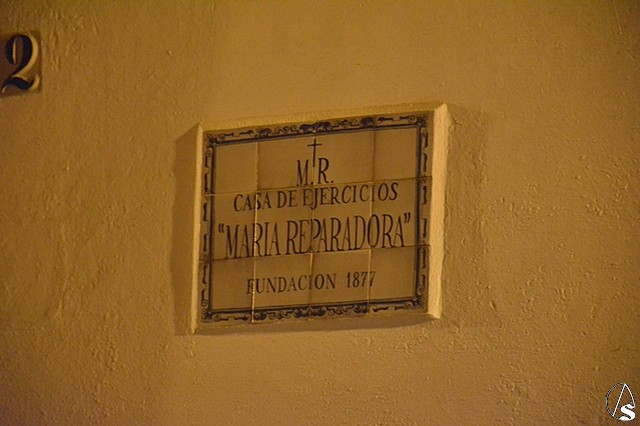 2
M.R.
CASA DE EJERCICIOS
"MARIA REPARADORA"
FUNDACION 1877